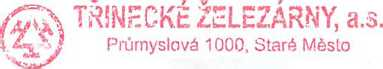 TŘINECKÉ ŽELEZÁRNY, a.s.
Průmyslová 1000, Staré Město